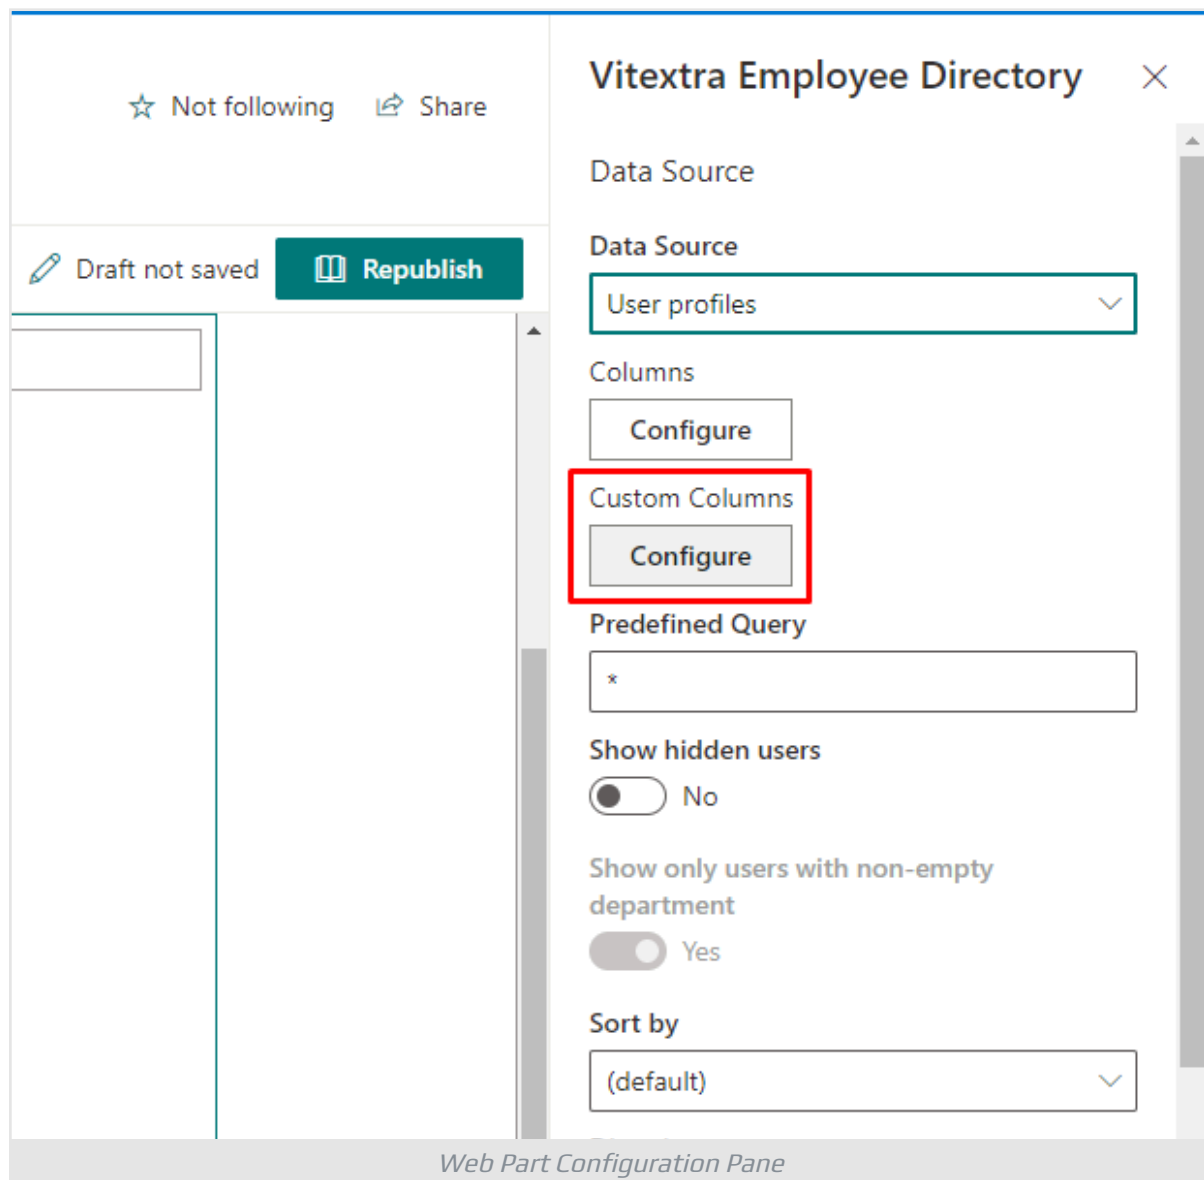 Vitextra Employee Directory
Not following
Share
Data Source
Data Source
Draft not saved
Republish
User profiles
Columns
Configure
Custom Columns
Configure
Predefined Query
*
Show hidden users
No
Show only users with non-empty
department
Yes
Sort by
(default)
Web Part Configuration Pane